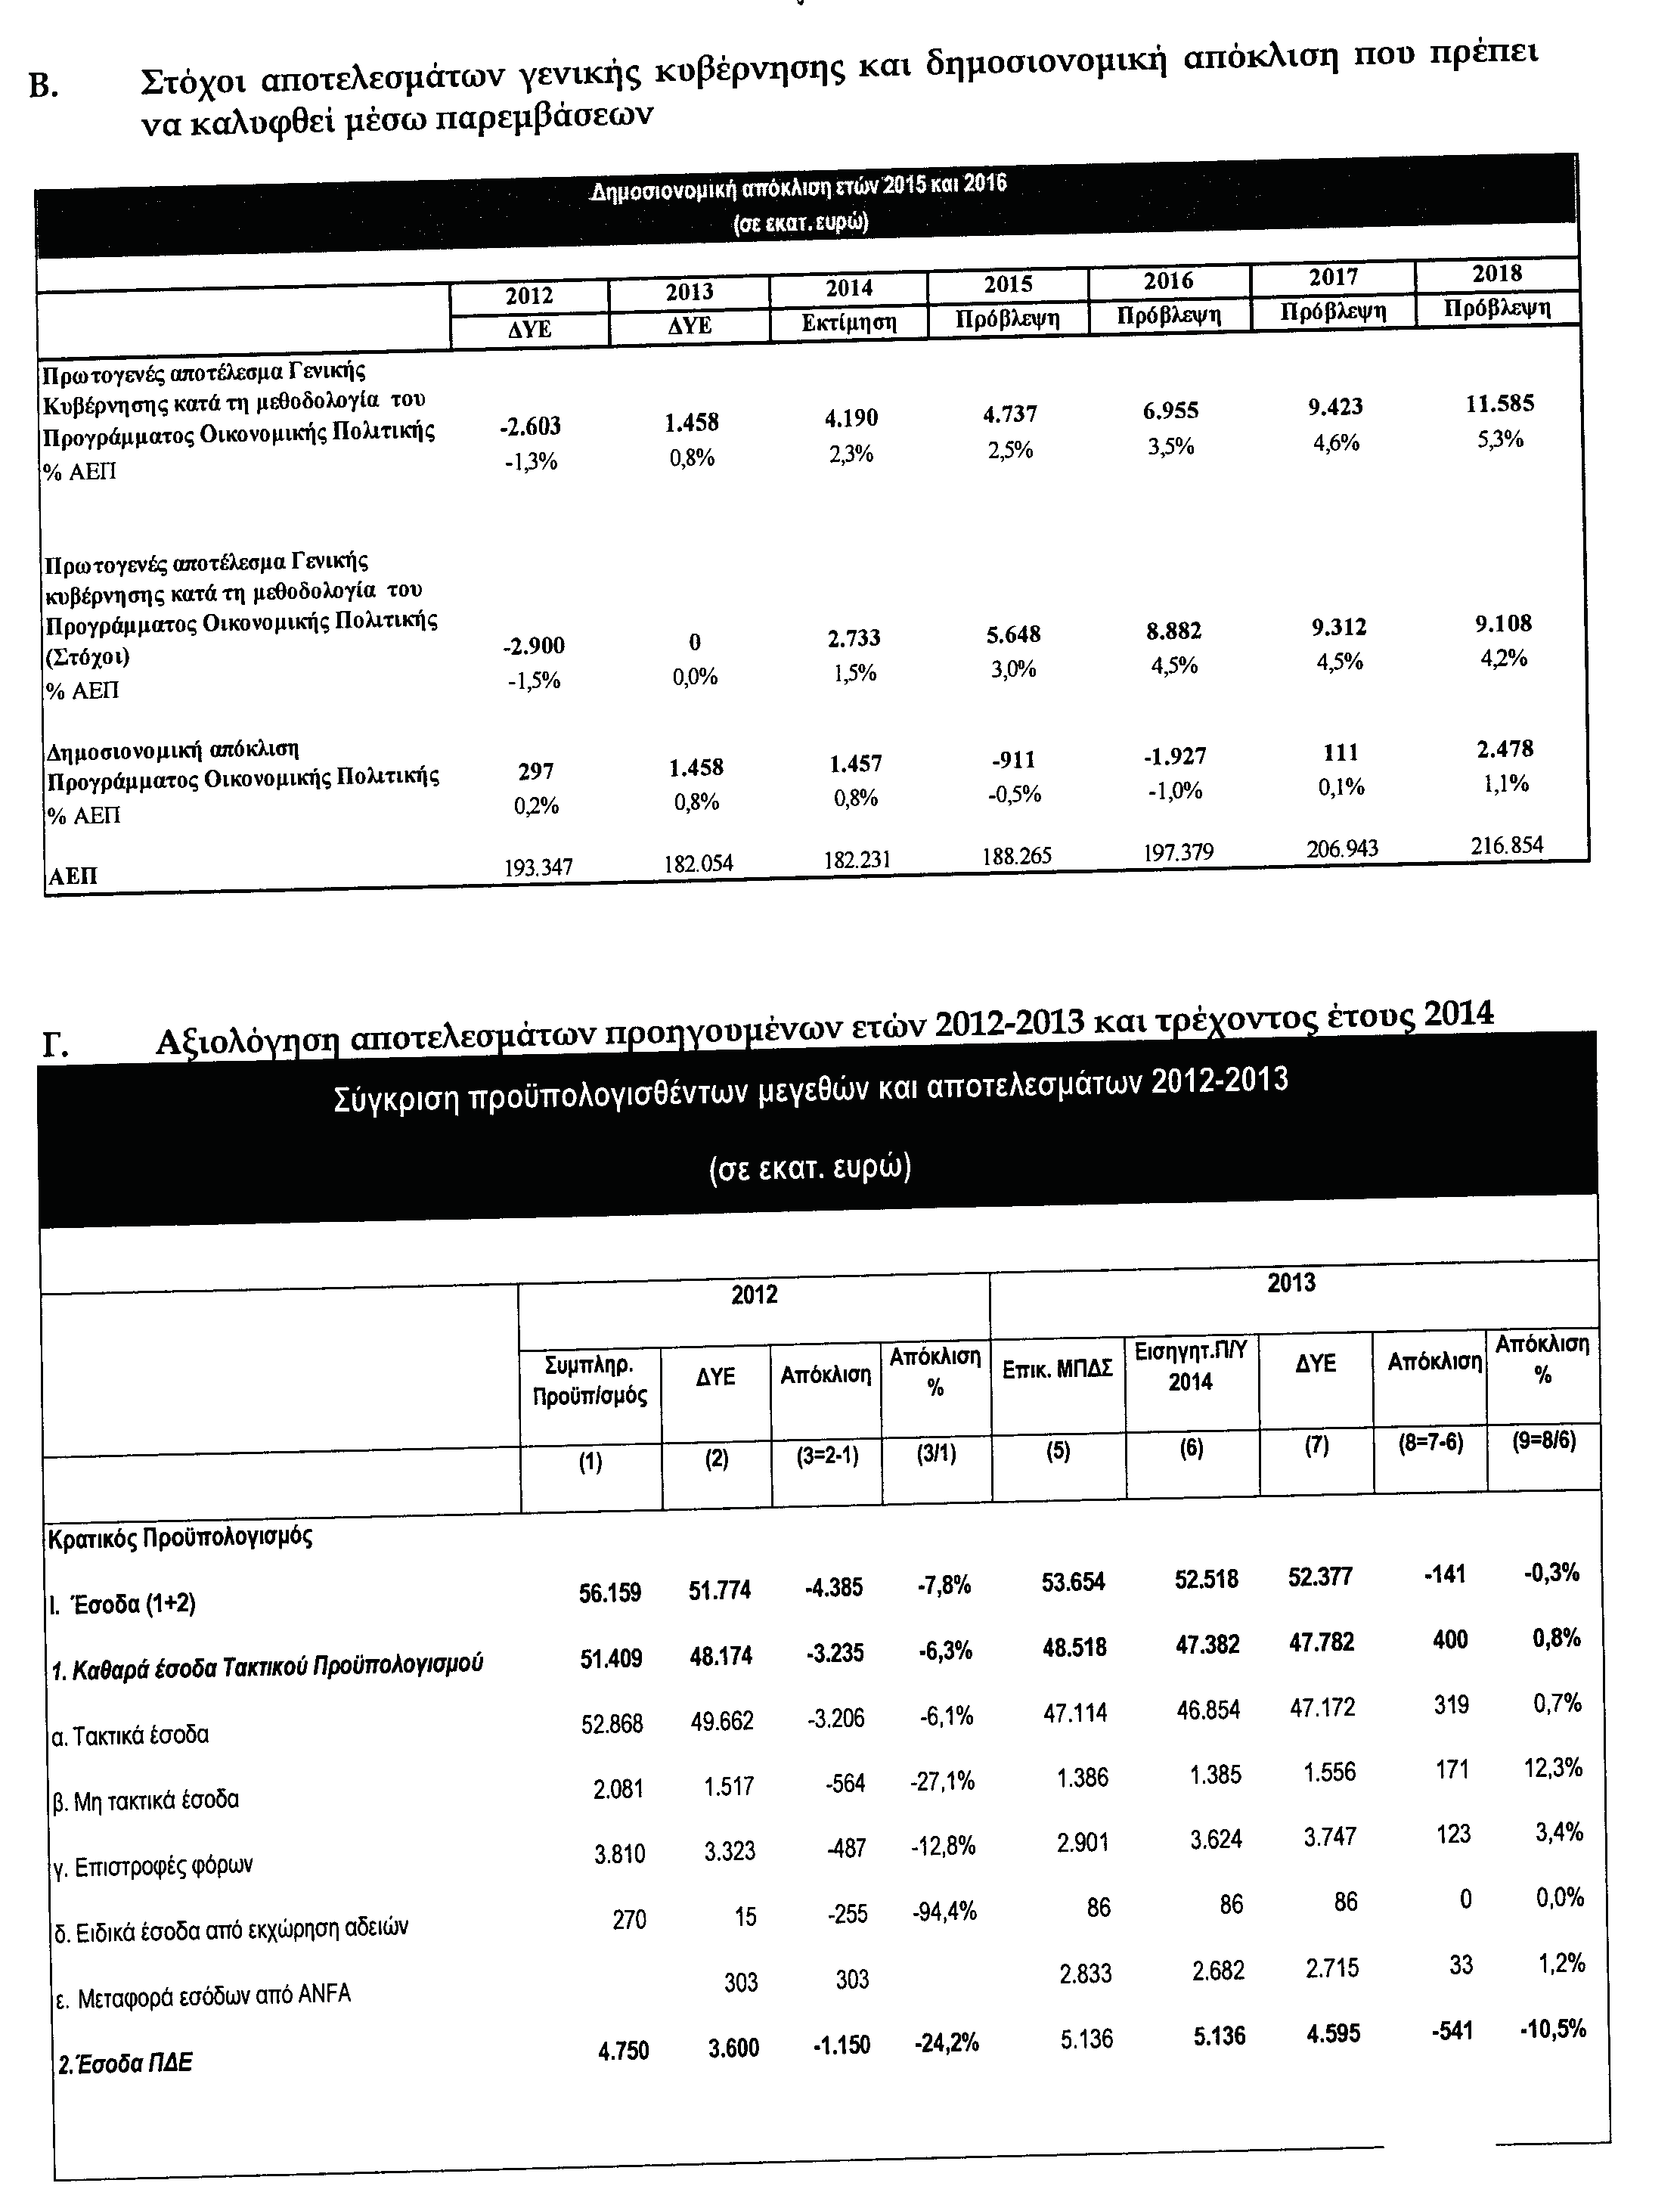 Β. Στόχοι αποτελεσμάτων γενικής κυβέρνησης και δημοσιονομική απόκλιση που πρέπει
να καλυφθεί μέσω παρεμβάσεων
Δημοσιονομική απόκλιση ετών 2015 και 2016
(σε εκατ. ευρώ)
2012 2013 2014 2015 2016 2017 2018
ΔΥΕ ΔΥΕ Εκτίμηση Πρόβλεψη Πρόβλεψη Πρόβλεψη Πρόβλεψη
Πρωτογενές αποτέλεσμα Γενικής
Κυβέρνησης κατά τη μεθοδολογία του
Προγράμματος Οικονομικής Πολιτικής -2.603 1.458 4.190 4.737 6.955 9.423 11.585
% ΑΕΠ -1,3% 0,8% 2,3% 2,5% 3,5% 4,6% 5,3%
Πρωτογενές αποτέλεσμα Γενικής
κυβέρνησης κατά τη μεθοδολογία του
Προγράμματος Οικονομικής Πολιτικής
(Στόχοι) -2.900 0 2.733 5.648 8.882 9.312 9.108
% ΑΕΠ -1,5% 0,0% 1,5% 3,0% 4,5% 4,5% 4,2%
Δημοσιονομική απόκλιση
Προγράμματος Οικονομικής Πολιτικής 297 1.458 1.457 -911 -1.927 111 2.478
% ΑΕΠ 0,2% 0,8% 0,8% -0,5% -1,0% 0,1% 1,1%
ΑΕΠ 193.347 182.054 182.231 188.265 197.379 206.943 216.854
Γ. Αξιολόγηση αποτελεσμάτων προηγουμένων ετών 2012-2013 και τρέχοντος έτους 2014
Σύγκριση προϋπολογισθέντων μεγεθών και αποτελεσμάτων 2012-2013
(σε εκατ. ευρώ)
2012 2013
Συμπληρ. Προϋπ/σμός ΔΥΕ Απόκλιση Απόκλιση % Επικ. ΜΠΔΣ Εισηγητ.Π/Υ 2014 ΔΥΕ Απόκλιση Απόκλιση %
(1) (2) (3=2-1) (3/1) (5) (6) (7) (8=7-6) (9=8/6)
Κρατικός Προϋπολογισμός
Ι. Έσοδα (1+2) 56.159 51.774 -4.385 -7,8% 53.654 52.518 52.377 -141 -0,3%
1. Καθαρά έσοδα Τακτικού Προϋπολογισμού 51.409 48.174 -3.235 -6,3% 48.518 47.382 47.782 400 0,8%
α. Τακτικά έσοδα 52.868 49.662 -3.206 -6,1% 47.114 46.854 47.172 319 0,7%
β. Μη τακτικά έσοδα 2.081 1.517 -564 -27,1% 1.386 1.385 1.556 171 12,3%
γ. Επιστροφές φόρων 3.810 3.323 -487 -12,8% 2.901 3.624 3.747 123 3,4%
δ. Ειδικά έσοδα από εκχώρηση αδειών 270 15 -255 -94,4% 86 86 86 0 0,0%
ε. Μεταφορά εσόδων από ANFA 303 303 2.833 2.682 2.715 33 1,2%
2. Έσοδα ΠΔΕ 4.750 3.600 -1.150 -24,2% 5.136 5.136 4.595 -541 -10,5%